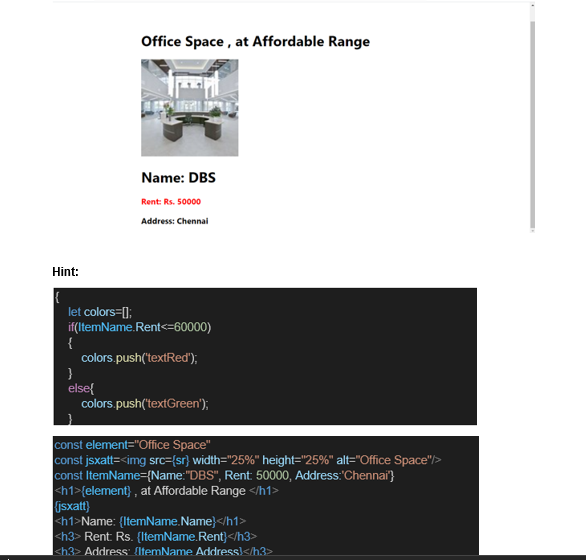 Office Space , at Affordable Range
Name: DBS
Rent: Rs. 50000
Address: Chennai
Hint:
{
let colors=[];
if(ItemName.Rent<=60000)
{
colors.push('textRed');
}
else{
colors.push('textGreen');
}
const element="Office Space"
const jsxatt=<img src={sr} width="25%" height="25%" alt="Office Space"/>
const ItemName={Name:"DBS", Rent: 50000, Address:'Chennai'}
<h1>{element} , at Affordable Range </h1>
{jsxatt}
<h1>Name: {ItemName.Name}</h1>
<h3> Rent: Rs. {ItemName.Rent}</h3>
<h3> Address: {ItemName.Address}</h3>